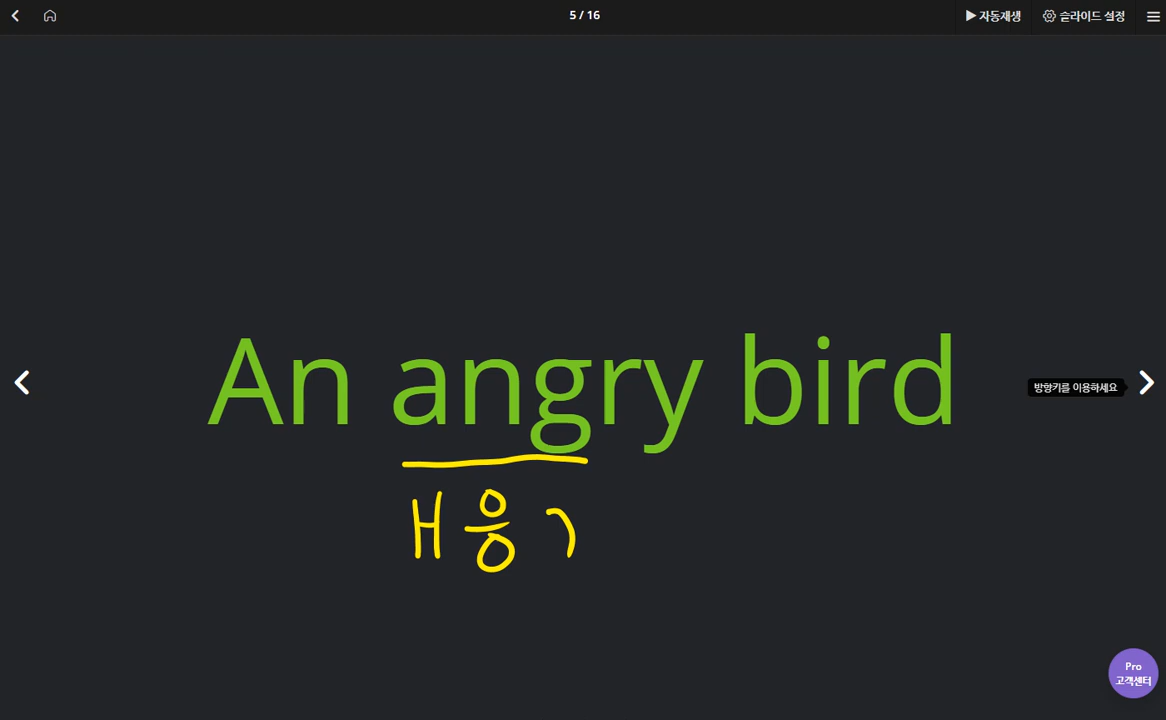 5 / 16
▶ 자동재생
슬라이드 설정
An angry bird
방향키를 이용하세요
ㅐ 응 ㄱ
Pro
고객센터